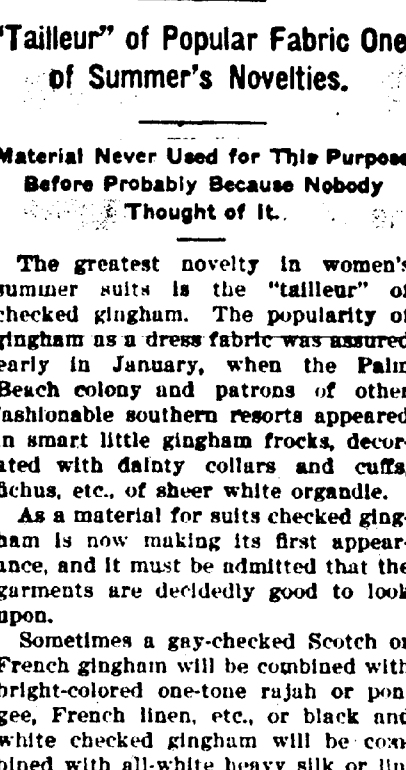 "Tailleur" of Popular Fabric One
of Summer's Novelties.
Material Never Used for This Purpose
Before Probably Because Nobody
Thought of It.
The greatest novelty in women's
summer suits is the "tailleur" of
checked gingham. The popularity of
gingham as a dress fabric was assured
early in January, when the Palm
Beach colony and patrons of other
fashionable southern resorts appeared
in smart little gingham frocks, decor-
ated with dainty collars and cuffs,
fichus, etc., of sheer white organdie.
As a material for suits checked ging-
ham is now making its first appear-
ance, and it must be admitted that the
garments are decidedly good to look
upon.
Sometimes a gay-checked Scotch or
French gingham will be combined with
bright-colored one-tone rajah or pon-
gee, French linen, etc., or black and
white checked gingham will be com-
bined with all-white heavy silk or lin